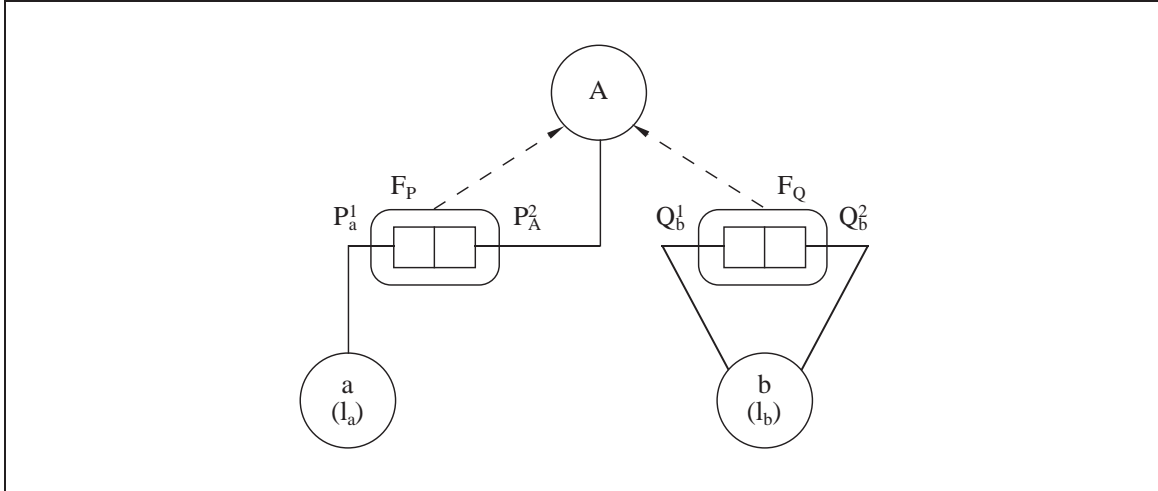 A
F_P
F_Q
P_a^1
P_A^2
Q_b^1
Q_b^2
a
(l_a)
b
(l_b)